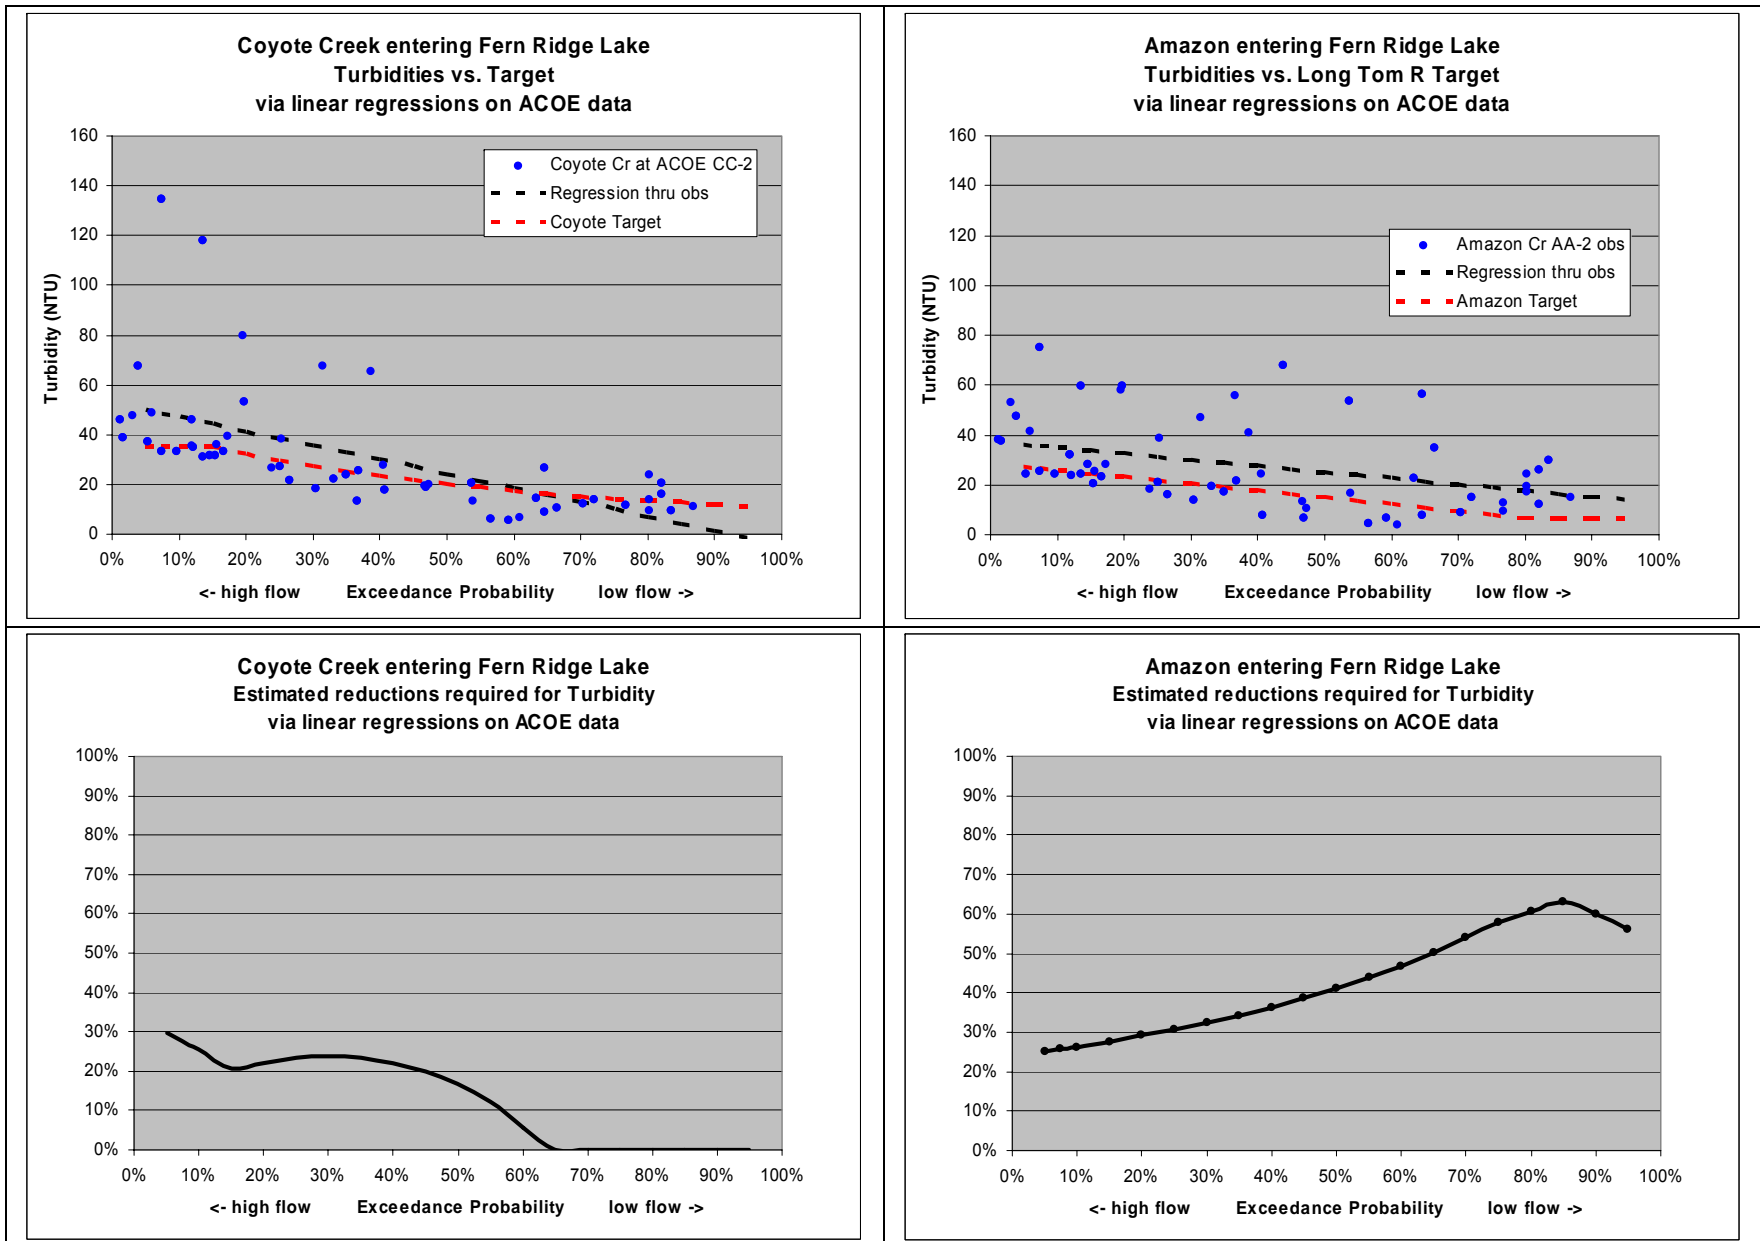 Coyote Creek entering Fern Ridge Lake
Turbidities vs. Target
via linear regressions on ACOE data
160
140
120
100
80
60
40
20
0
Turbidity (NTU)
Coyote Cr at ACOE CC-2
Regression thru obs
Coyote Target
0% 10% 20% 30% 40% 50% 60% 70% 80% 90% 100%
<- high flow Exceedance Probability low flow ->
Amazon entering Fern Ridge Lake
Turbidities vs. Long Tom R Target
via linear regressions on ACOE data
160
140
120
100
80
60
40
20
0
Turbidity (NTU)
Amazon Cr AA-2 obs
Regression thru obs
Amazon Target
0% 10% 20% 30% 40% 50% 60% 70% 80% 90% 100%
<- high flow Exceedance Probability low flow ->
Coyote Creek entering Fern Ridge Lake
Estimated reductions required for Turbidity
via linear regressions on ACOE data
100%
90%
80%
70%
60%
50%
40%
30%
20%
10%
0%
0% 10% 20% 30% 40% 50% 60% 70% 80% 90% 100%
<- high flow Exceedance Probability low flow ->
Amazon entering Fern Ridge Lake
Estimated reductions required for Turbidity
via linear regressions on ACOE data
100%
90%
80%
70%
60%
50%
40%
30%
20%
10%
0%
0% 10% 20% 30% 40% 50% 60% 70% 80% 90% 100%
<- high flow Exceedance Probability low flow ->